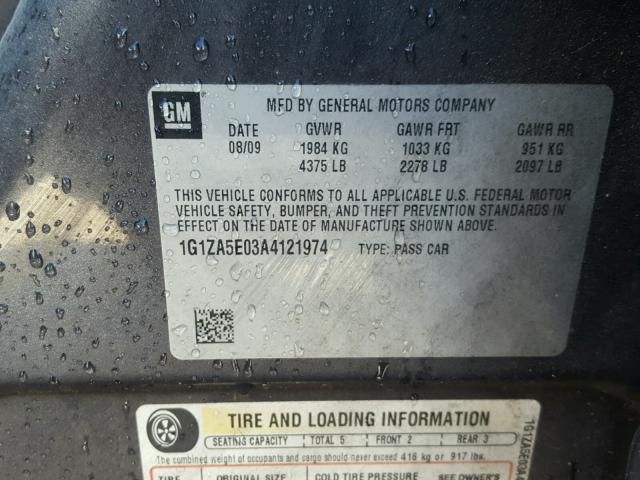 GM
MFD BY GENERAL MOTORS COMPANY
DATE GVWR GAWR FRT GAWR RR
08/09 1984 KG 1033 KG 951 KG
4375 LB 2278 LB 2097 LB
THIS VEHICLE CONFORMS TO ALL APPLICABLE U.S. FEDERAL MOTOR
VEHICLE SAFETY, BUMPER, AND THEFT PREVENTION STANDARDS IN
EFFECT ON THE DATE OF MANUFACTURE SHOWN ABOVE.
1G1ZA5E03A4121974 TYPE: PASS CAR
TIRE AND LOADING INFORMATION
SEATING CAPACITY TOTAL 5 FRONT 2 REAR 3
The combined weight of occupants and cargo should never exceed 416 kg or 917 lbs.
TIRE ORIGINAL SIZE COLD TIRE PRESSURE SEE OWNER'S
1G1ZA5E03A